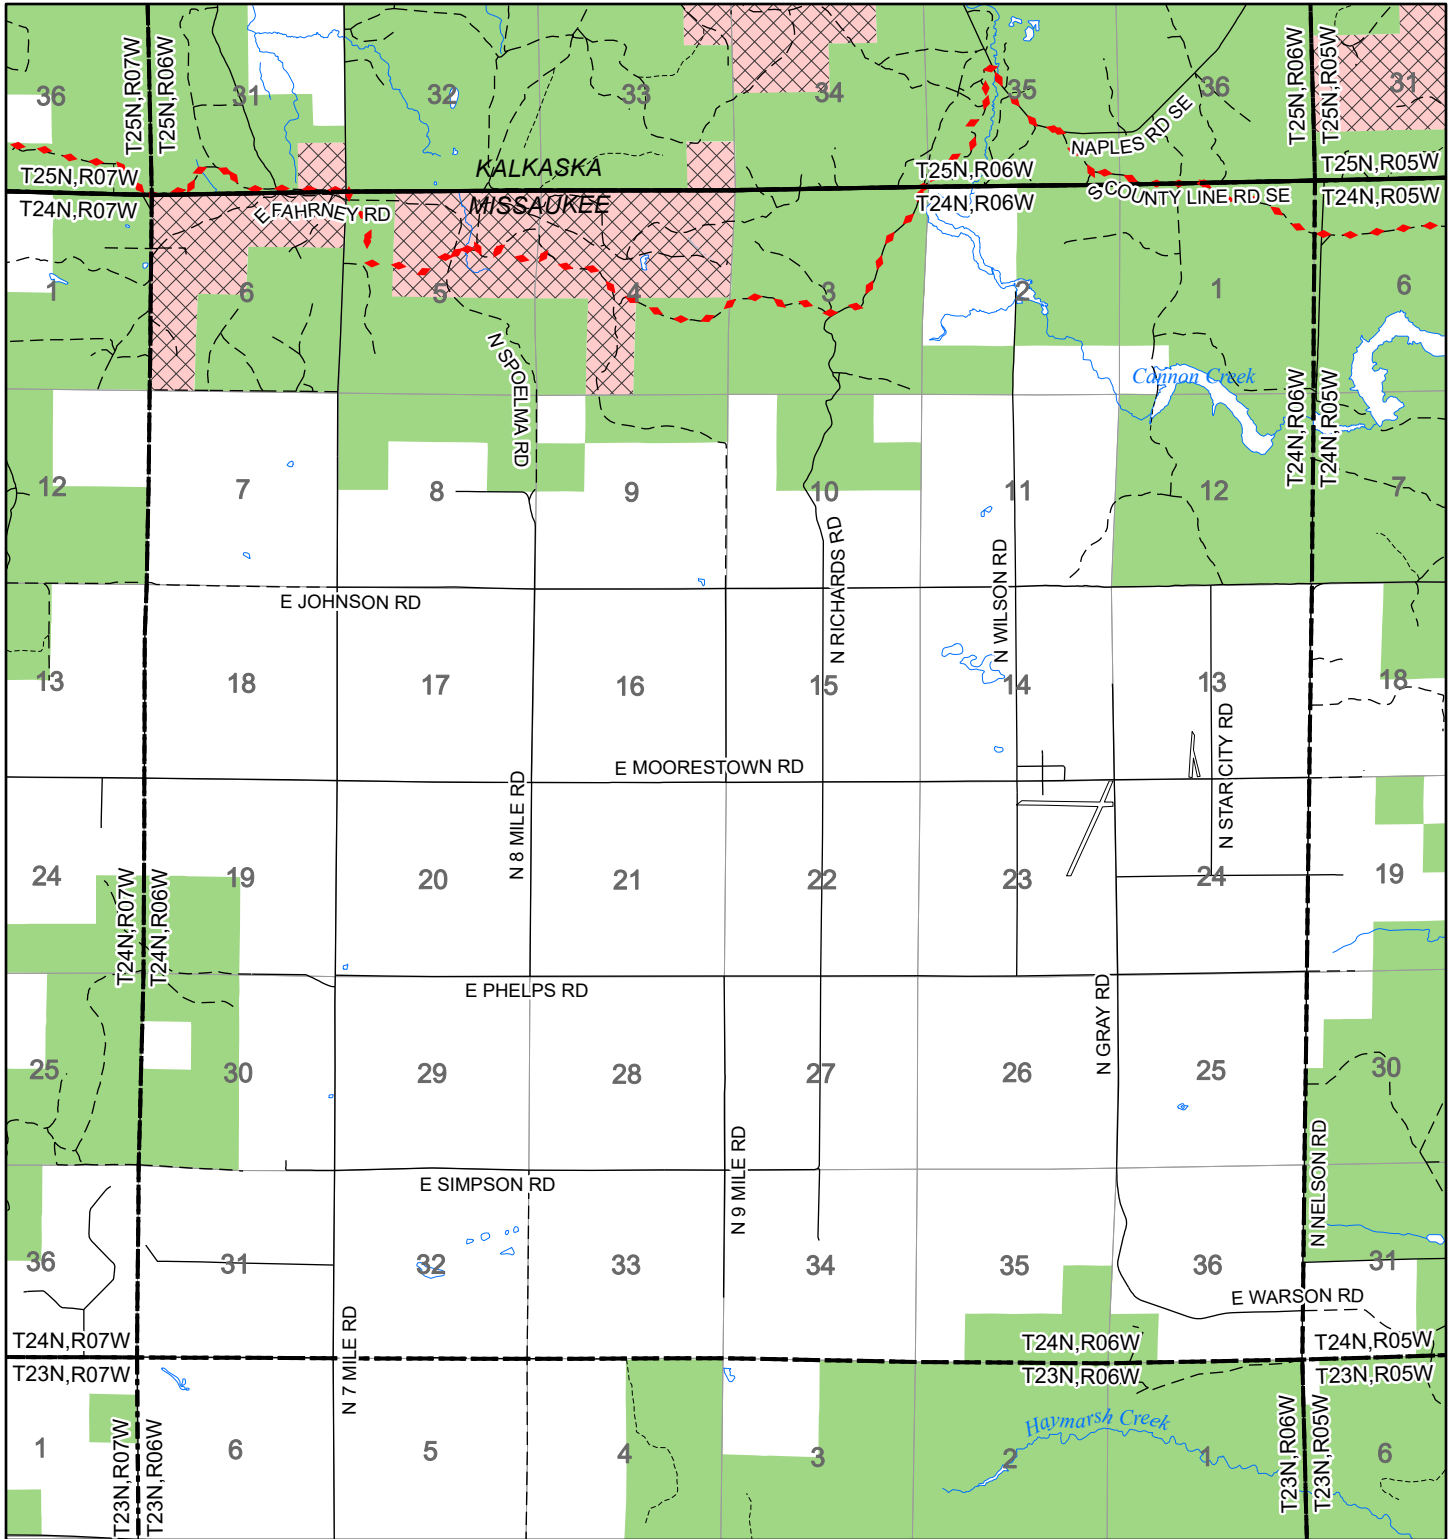 T25N,R07W
T25N,R06W
T25N,R06W
T25N,R05W
36
31
32
33
34
35
36
31
NAPLES RD SE
KALKASKA
MISSAUKEE
T25N,R07W
T24N,R07W
T25N,R06W
T24N,R06W
T25N,R05W
T24N,R05W
S COUNTY LINE RD SE
E FAHRNEY RD
1
6
5
4
3
2
1
6
N SPOELMA RD
Cannon Creek
T24N,R06W
T24N,R05W
12
7
8
9
10
11
12
7
N RICHARDS RD
N WILSON RD
E JOHNSON RD
13
18
17
16
15
14
13
18
N STAR CITY RD
E MOORESTOWN RD
N 8 MILE RD
24
19
20
21
22
23
24
19
T24N,R07W
T24N,R06W
E PHELPS RD
N GRAY RD
25
30
29
28
27
26
25
30
N 9 MILE RD
N NELSON RD
E SIMPSON RD
36
31
32
33
34
35
36
31
E WARSON RD
N 7 MILE RD
T24N,R07W
T23N,R07W
T24N,R06W
T23N,R06W
T24N,R05W
T23N,R05W
Haymarsh Creek
T23N,R07W
T23N,R06W
T23N,R06W
T23N,R05W
1
6
5
4
3
2
1
6